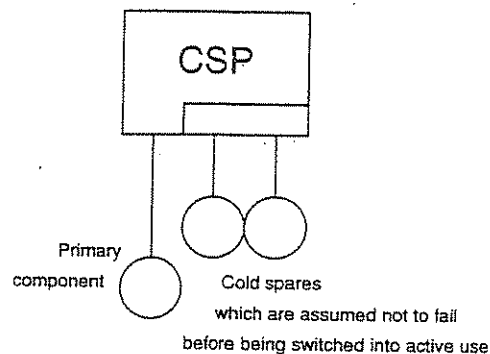 CSP
Primary
component
Cold spares
which are assumed not to fail
before being switched into active use